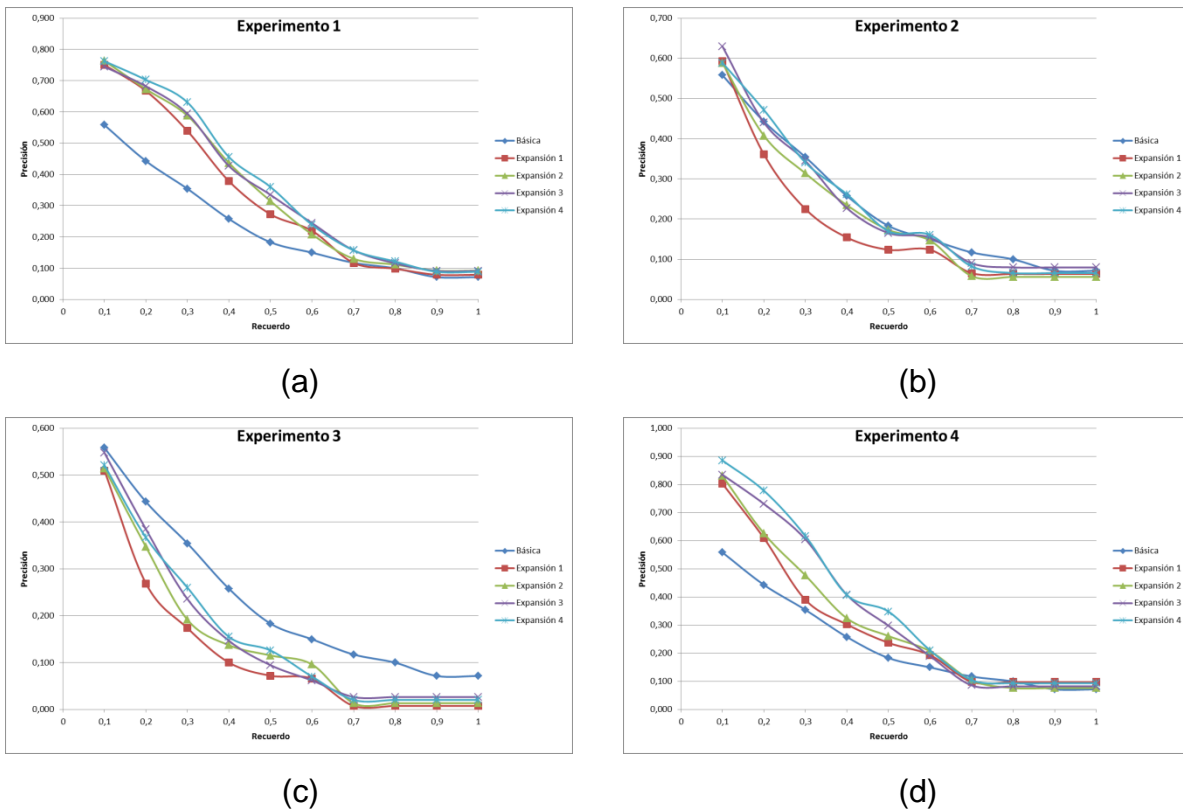 Experimento 1
0,900
0,800
0,700
0,600
0,500
0,400
0,300
0,200
0,100
0,000
Precisión
0 0,1 0,2 0,3 0,4 0,5 0,6 0,7 0,8 0,9 1
Recuerdo
Básica
Expansión 1
Expansión 2
Expansión 3
Expansión 4
(a)
Experimento 2
0,700
0,600
0,500
0,400
0,300
0,200
0,100
0,000
Precisión
0 0,1 0,2 0,3 0,4 0,5 0,6 0,7 0,8 0,9 1
Recuerdo
Básica
Expansión 1
Expansión 2
Expansión 3
Expansión 4
(b)
Experimento 3
0,600
0,500
0,400
0,300
0,200
0,100
0,000
Precisión
0 0,1 0,2 0,3 0,4 0,5 0,6 0,7 0,8 0,9 1
Recuerdo
Básica
Expansión 1
Expansión 2
Expansión 3
Expansión 4
(c)
Experimento 4
1,000
0,900
0,800
0,700
0,600
0,500
0,400
0,300
0,200
0,100
0,000
Precisión
0 0,1 0,2 0,3 0,4 0,5 0,6 0,7 0,8 0,9 1
Recuerdo
Básica
Expansión 1
Expansión 2
Expansión 3
Expansión 4
(d)